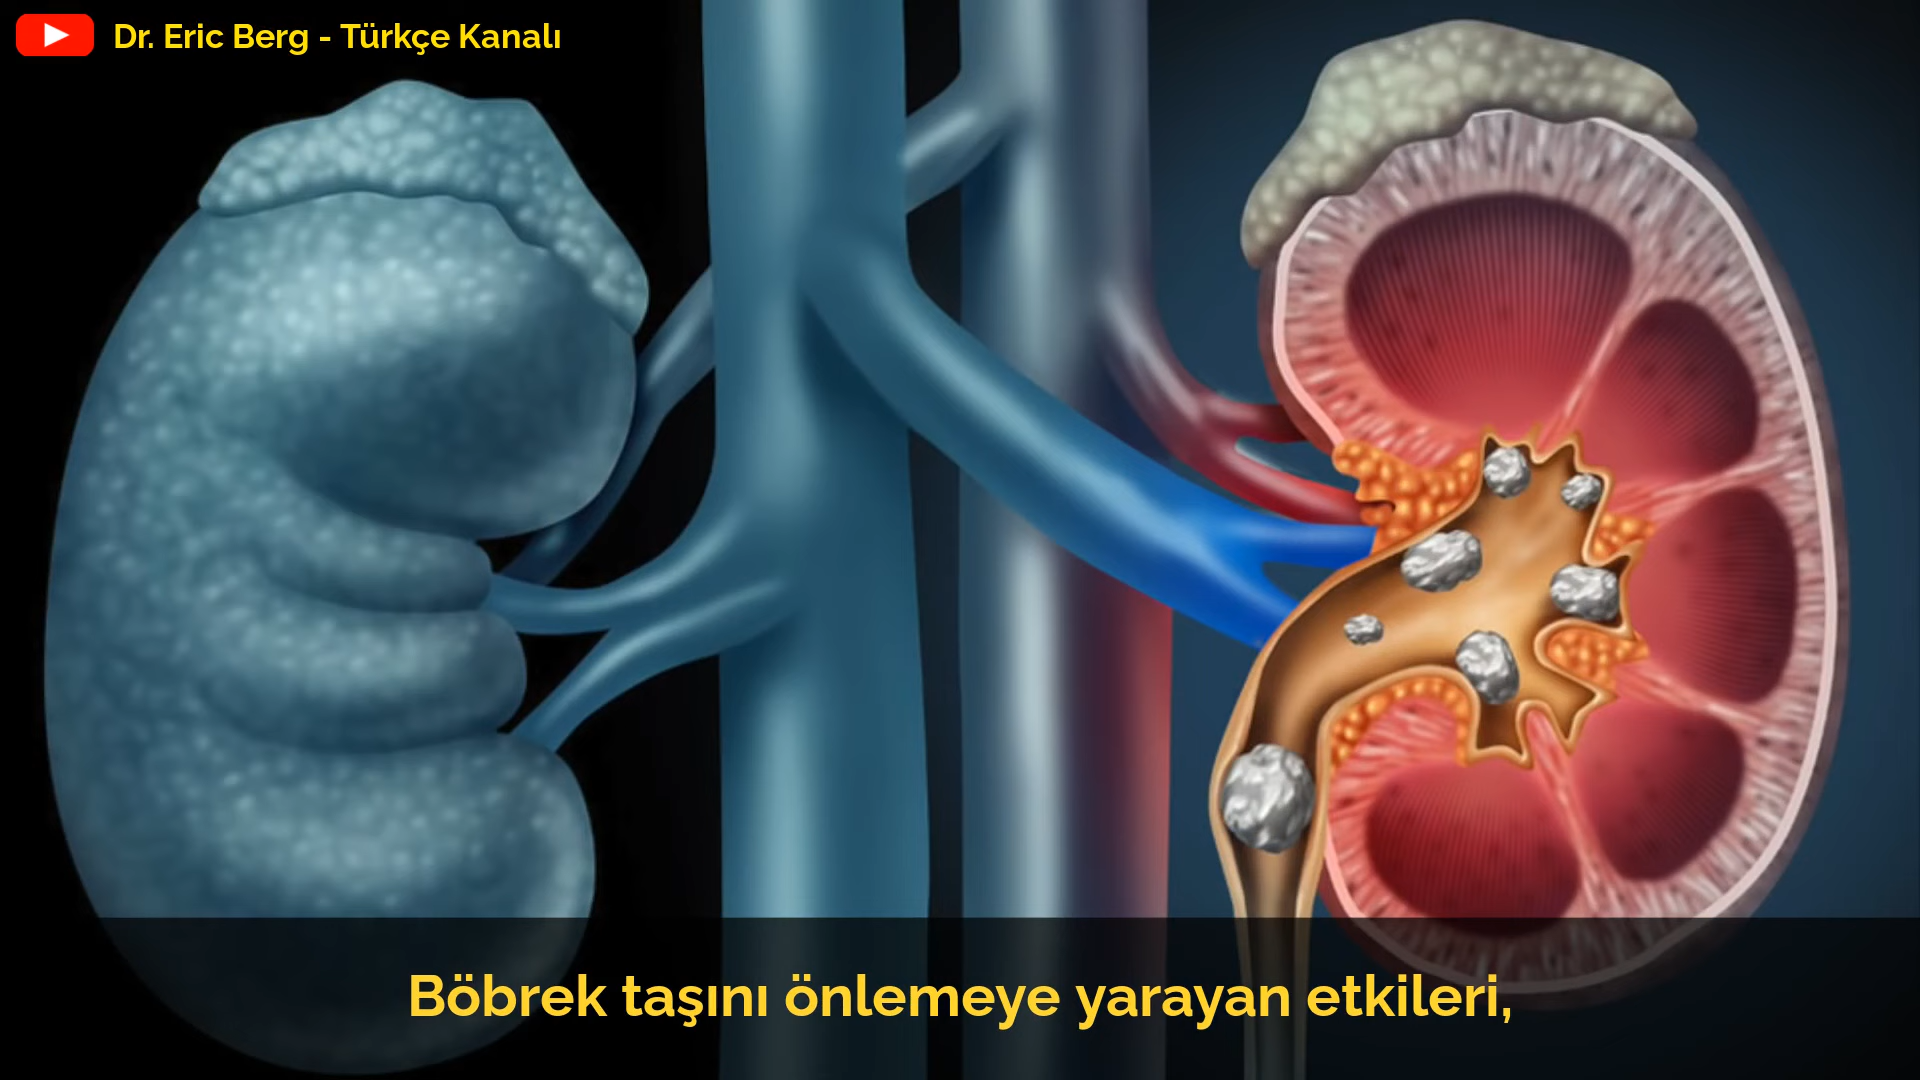 Dr. Eric Berg - Türkçe Kanalı
Böbrek taşını önlemeye yarayan etkileri,